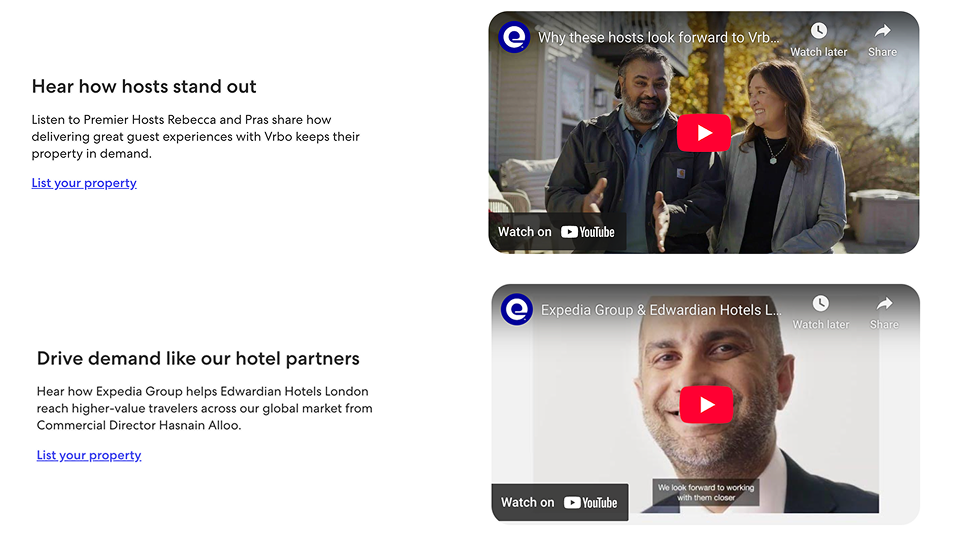 Hear how hosts stand out
Listen to Premier Hosts Rebecca and Pras share how
delivering great guest experiences with Vrbo keeps their
property in demand.
List your property
Why these hosts look forward to Vrb...
Watch later
Share
Watch on YouTube
Drive demand like our hotel partners
Hear how Expedia Group helps Edwardian Hotels London
reach higher-value travelers across our global market from
Commercial Director Hasnain Alloo.
List your property
Expedia Group & Edwardian Hotels L...
Watch later
Share
We look forward to working
with them closer
Watch on YouTube